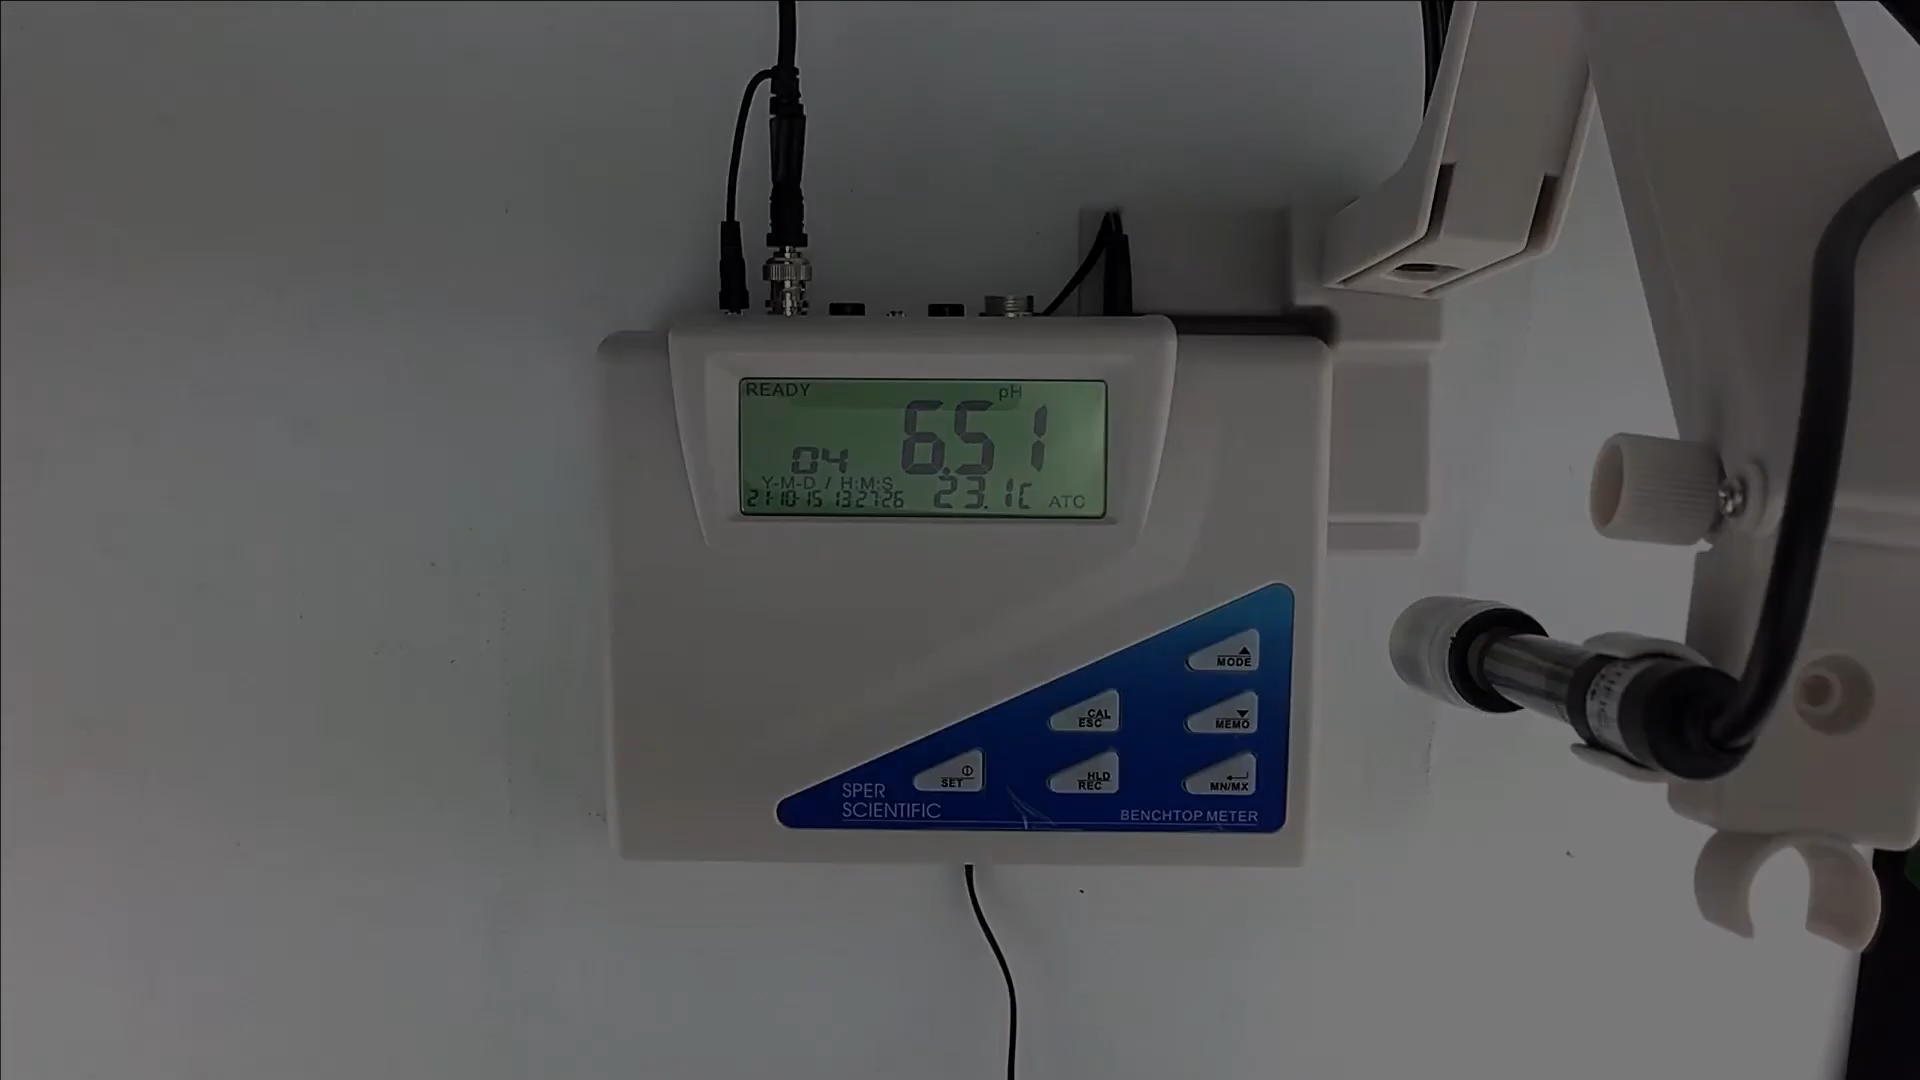 READY pH
6.51
04
Y-M-D / H:M:S
21-10-15 13:27:26 23.1C ATC
MODE
CAL
ESC
MEMO
SET
HLD
REC
MN/MX
SPER
SCIENTIFIC
BENCHTOP METER